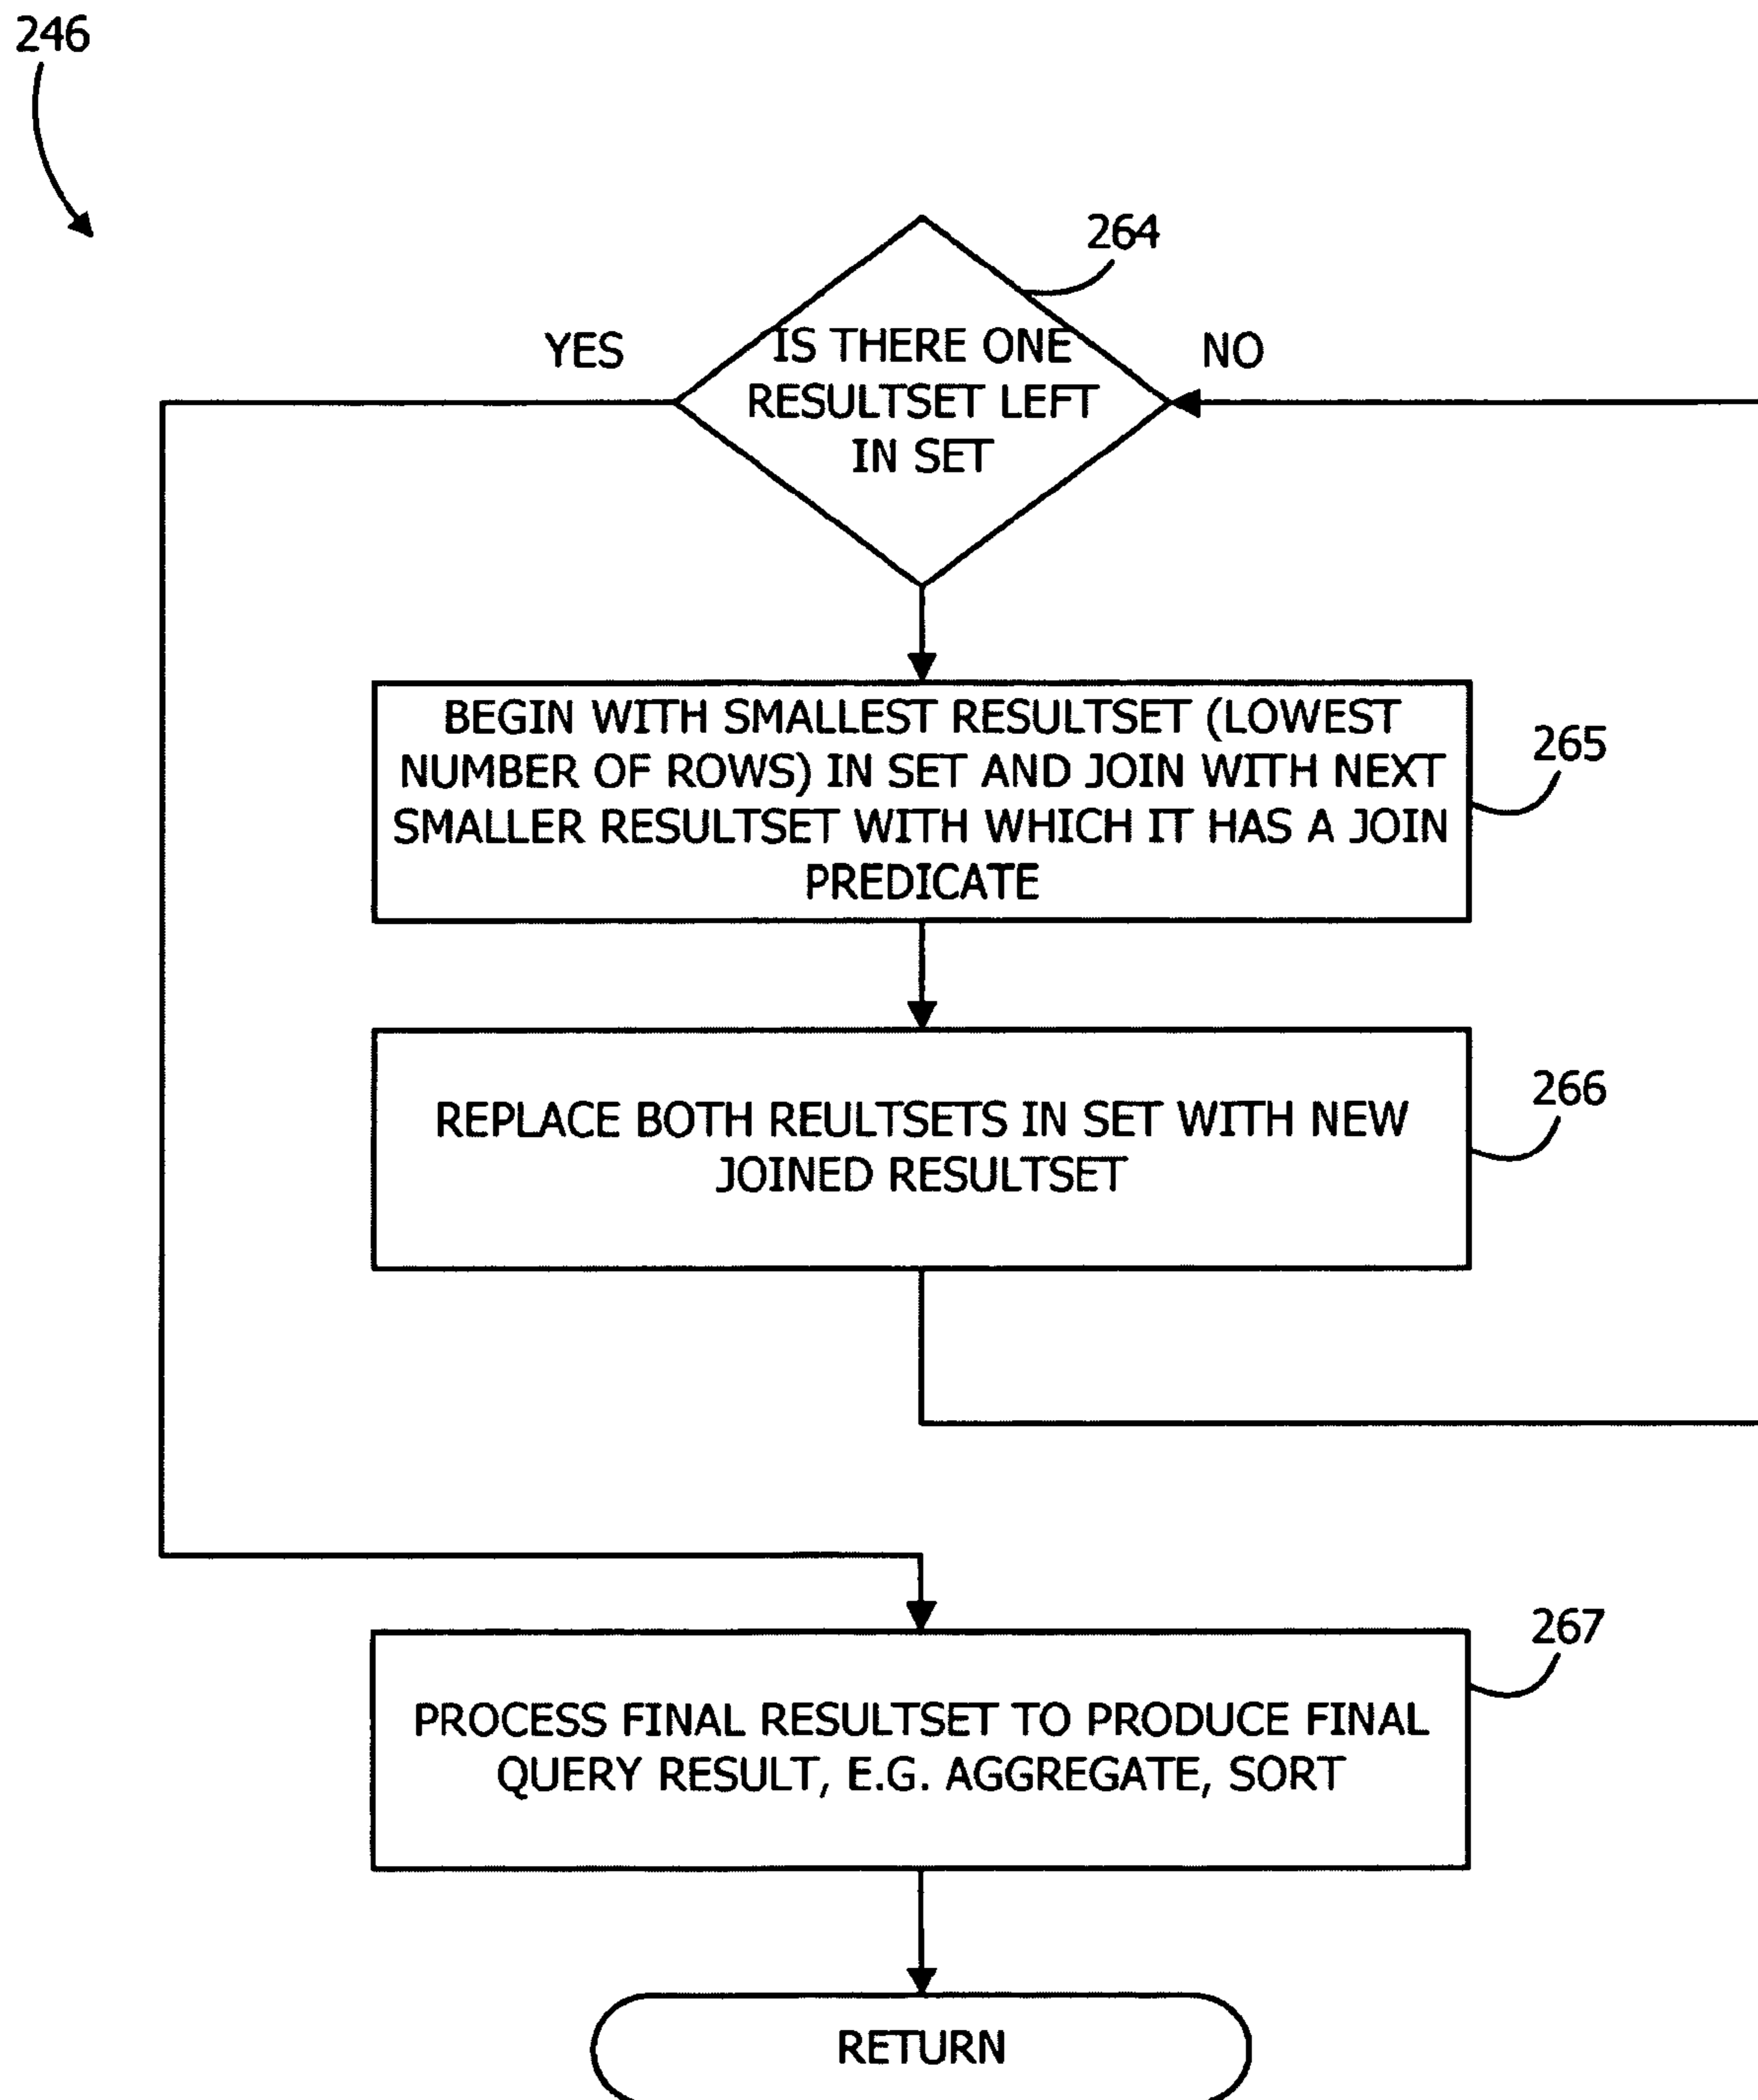 246
264
YES
NO
IS THERE ONE
RESULTSET LEFT
IN SET
BEGIN WITH SMALLEST RESULTSET (LOWEST
NUMBER OF ROWS) IN SET AND JOIN WITH NEXT
SMALLER RESULTSET WITH WHICH IT HAS A JOIN
PREDICATE
265
REPLACE BOTH REULTSETS IN SET WITH NEW
JOINED RESULTSET
266
PROCESS FINAL RESULTSET TO PRODUCE FINAL
QUERY RESULT, E.G. AGGREGATE, SORT
267
RETURN